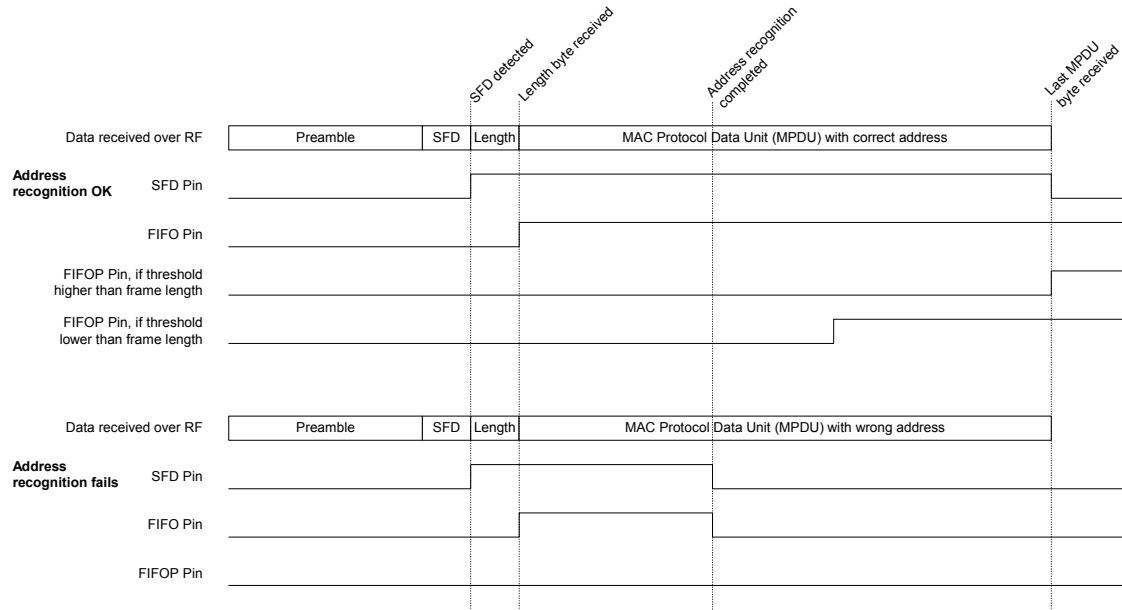 SFD detected
Length byte received
Address recognition
completed
Last MPDU
byte received
Data received over RF
Preamble
SFD
Length
MAC Protocol Data Unit (MPDU) with correct address
Address
recognition OK
SFD Pin
FIFO Pin
FIFOP Pin, if threshold
higher than frame length
FIFOP Pin, if threshold
lower than frame length
Data received over RF
Preamble
SFD
Length
MAC Protocol Data Unit (MPDU) with wrong address
Address
recognition fails
SFD Pin
FIFO Pin
FIFOP Pin